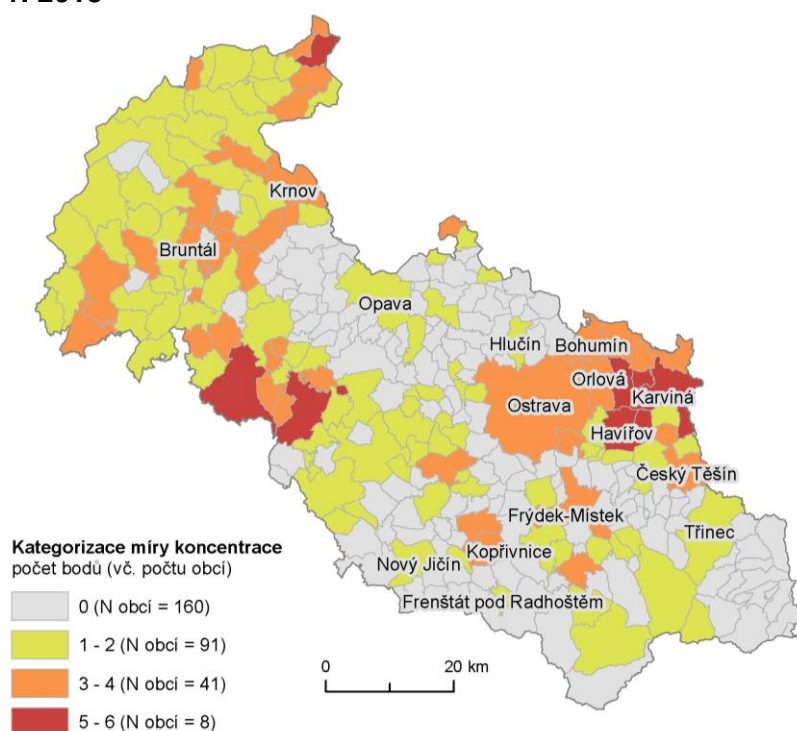 Krnov
Bruntál
Opava
Hlučín
Bohumín
Orlová
Karviná
Ostrava
Havířov
Český Těšín
Frýdek-Místek
Třinec
Nový Jičín
Kopřivnice
Frenštát pod Radhoštěm
Kategorizace míry koncentrace
počet bodů (vč. počtu obcí)
0 (N obcí = 160)
1 - 2 (N obcí = 91)
3 - 4 (N obcí = 41)
5 - 6 (N obcí = 8)
0 20 km